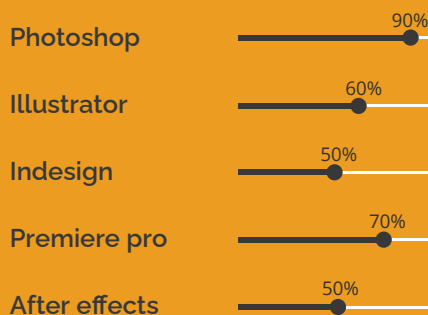 90%
Photoshop
60%
Illustrator
50%
Indesign
70%
Premiere pro
50%
After effects